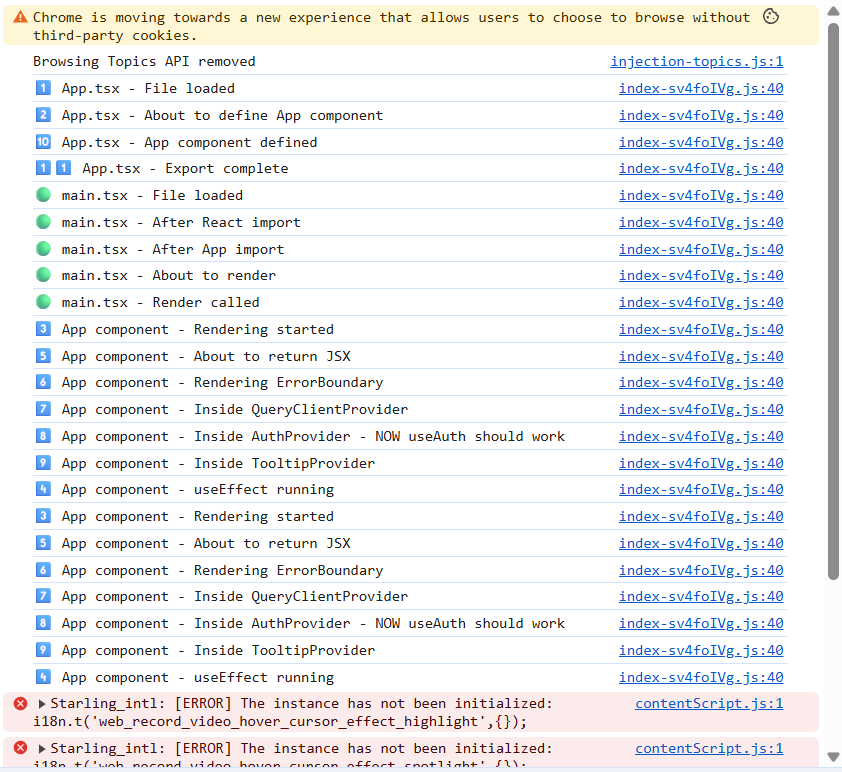 Chrome is moving towards a new experience that allows users to choose to browse without
third-party cookies.
Browsing Topics API removed injection-topics.js:1
1 App.tsx - File loaded index-sv4foIVg.js:40
2 App.tsx - About to define App component index-sv4foIVg.js:40
10 App.tsx - App component defined index-sv4foIVg.js:40
1 1 App.tsx - Export complete index-sv4foIVg.js:40
main.tsx - File loaded index-sv4foIVg.js:40
main.tsx - After React import index-sv4foIVg.js:40
main.tsx - After App import index-sv4foIVg.js:40
main.tsx - About to render index-sv4foIVg.js:40
main.tsx - Render called index-sv4foIVg.js:40
3 App component - Rendering started index-sv4foIVg.js:40
5 App component - About to return JSX index-sv4foIVg.js:40
6 App component - Rendering ErrorBoundary index-sv4foIVg.js:40
7 App component - Inside QueryClientProvider index-sv4foIVg.js:40
8 App component - Inside AuthProvider - NOW useAuth should work index-sv4foIVg.js:40
9 App component - Inside TooltipProvider index-sv4foIVg.js:40
4 App component - useEffect running index-sv4foIVg.js:40
3 App component - Rendering started index-sv4foIVg.js:40
5 App component - About to return JSX index-sv4foIVg.js:40
6 App component - Rendering ErrorBoundary index-sv4foIVg.js:40
7 App component - Inside QueryClientProvider index-sv4foIVg.js:40
8 App component - Inside AuthProvider - NOW useAuth should work index-sv4foIVg.js:40
9 App component - Inside TooltipProvider index-sv4foIVg.js:40
4 App component - useEffect running index-sv4foIVg.js:40
Starling_intl: [ERROR] The instance has not been initialized: contentScript.js:1
i18n.t('web_record_video_hover_cursor_effect_highlight',{});
Starling_intl: [ERROR] The instance has not been initialized: contentScript.js:1
i18n.t('web_record_video_hover_cursor_effect_spotlight',{});